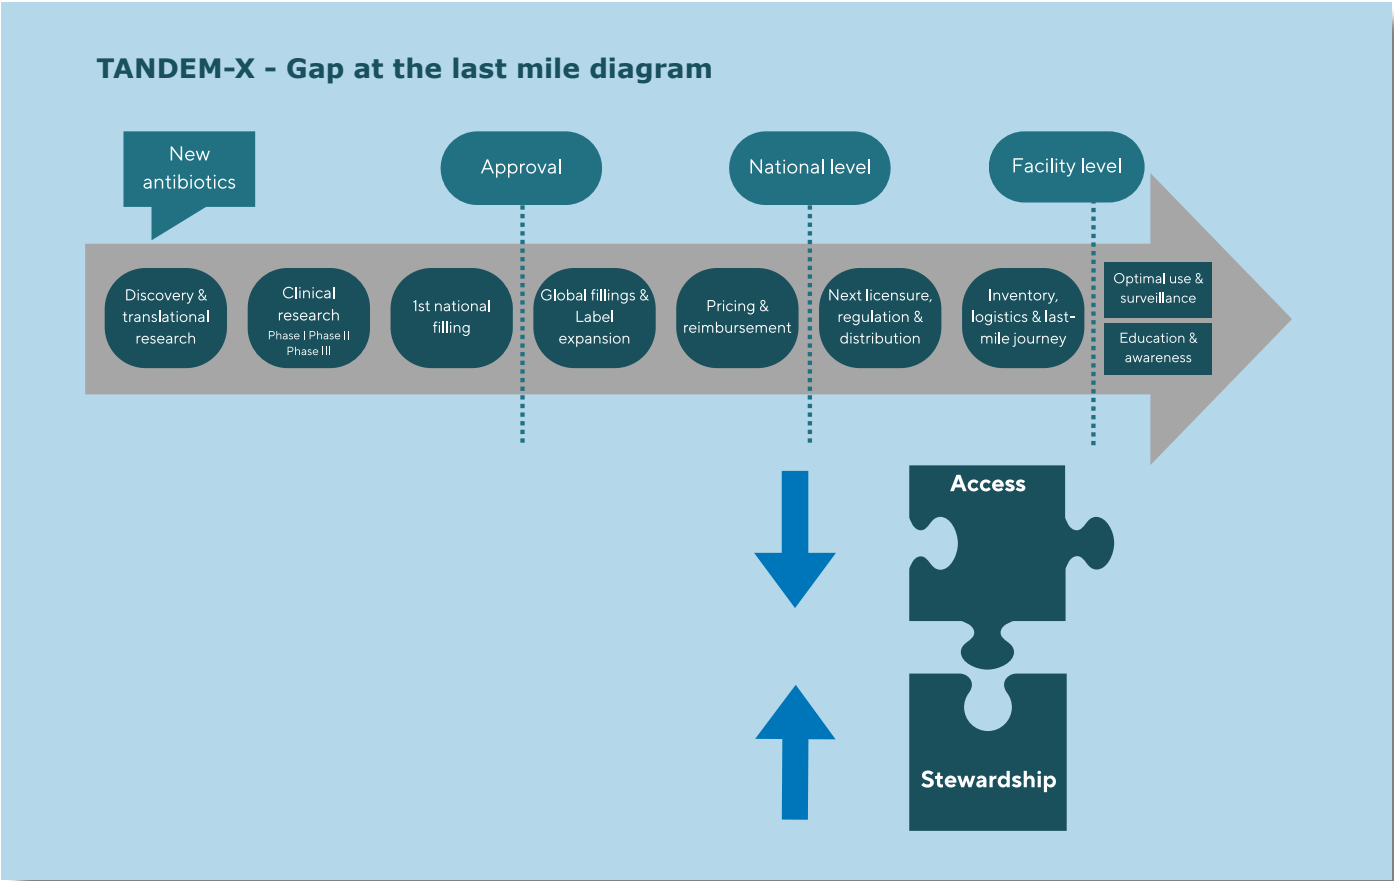 TANDEM-X - Gap at the last mile diagram
New
antibiotics
Approval
National level
Facility level
Discovery &
translational
research
Clinical
research
Phase I Phase II
Phase III
1st national
filling
Global fillings &
Label
expansion
Pricing &
reimbursement
Next licensure,
regulation &
distribution
Inventory,
logistics & last-
mile journey
Optimal use &
surveillance
Education &
awareness
Access
Stewardship